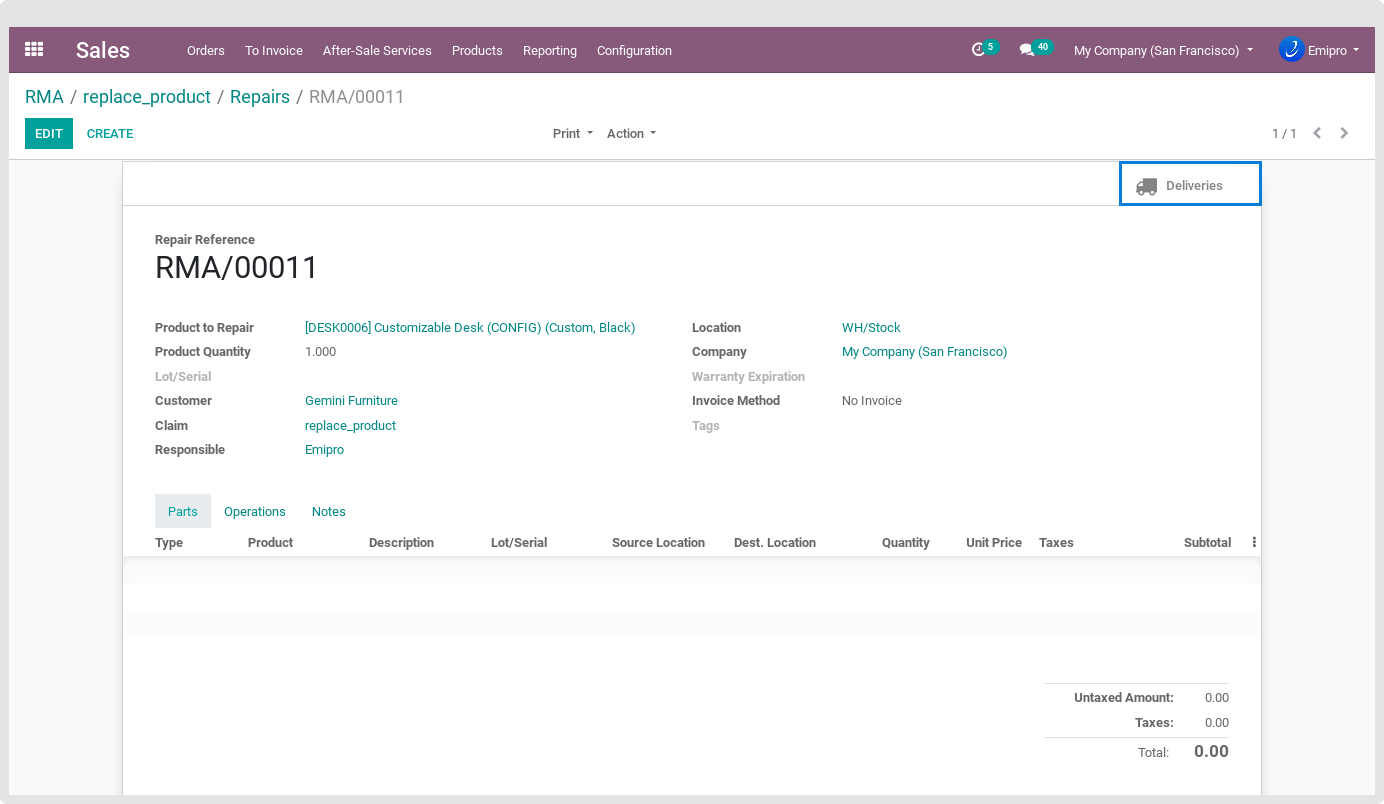 Sales Orders To Invoice After-Sale Services Products Reporting Configuration 5 40 My Company (San Francisco) Emipro
RMA / replace_product / Repairs / RMA/00011
EDIT CREATE Print Action 1 / 1
Deliveries
Repair Reference
RMA/00011
Product to Repair [DESK0006] Customizable Desk (CONFIG) (Custom, Black) Location WH/Stock
Product Quantity 1.000 Company My Company (San Francisco)
Lot/Serial Warranty Expiration
Customer Gemini Furniture Invoice Method No Invoice
Claim replace_product Tags
Responsible Emipro
Parts Operations Notes
Type Product Description Lot/Serial Source Location Dest. Location Quantity Unit Price Taxes Subtotal
Untaxed Amount: 0.00
Taxes: 0.00
Total: 0.00